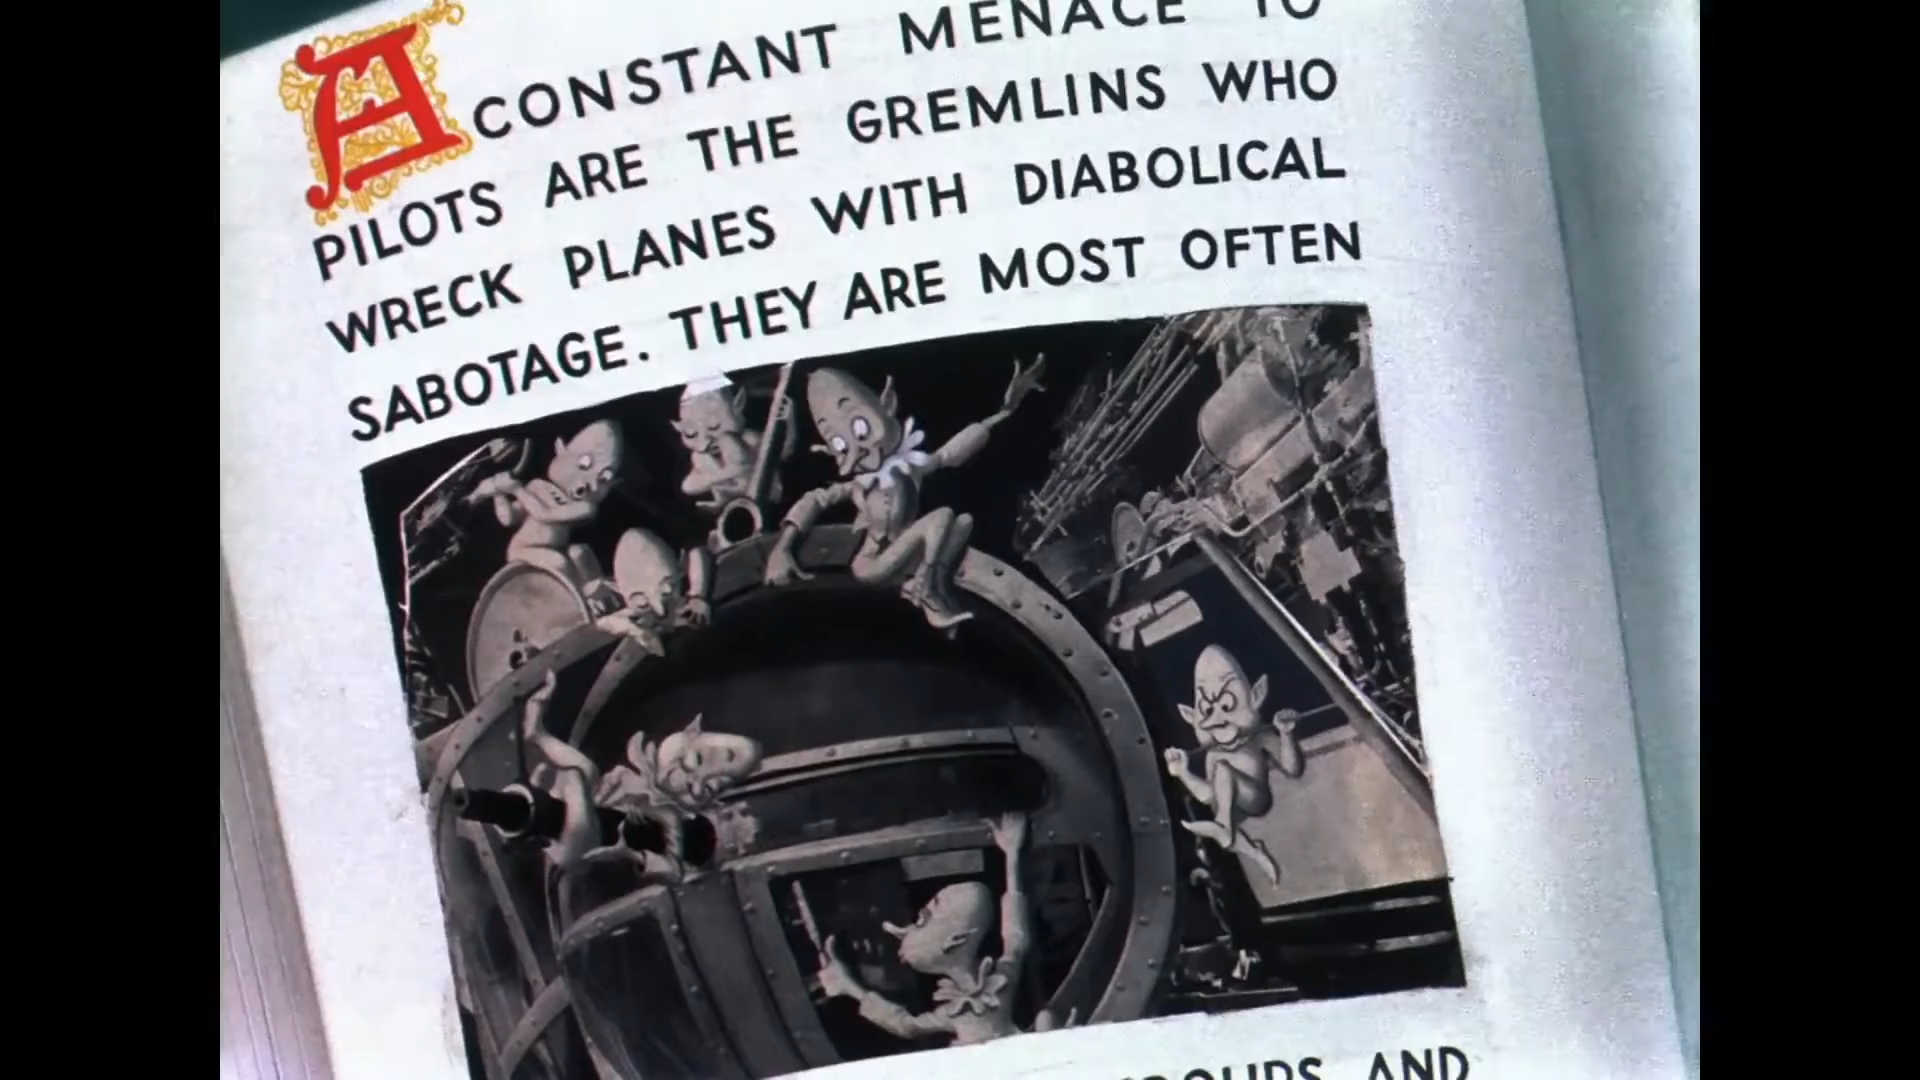 A CONSTANT MENACE TO
PILOTS ARE THE GREMLINS WHO
WRECK PLANES WITH DIABOLICAL
SABOTAGE. THEY ARE MOST OFTEN
AND